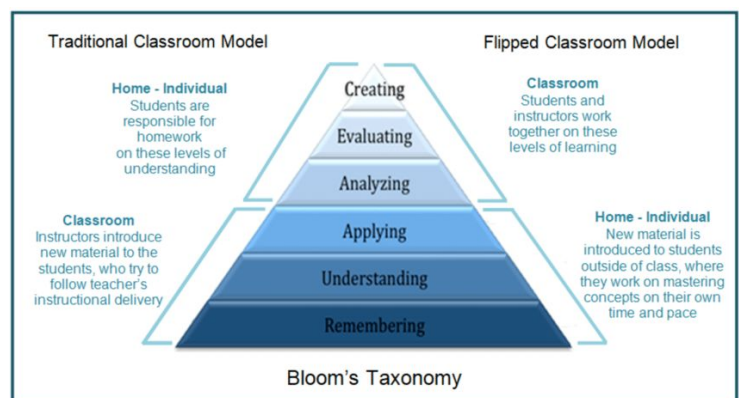 Traditional Classroom Model
Flipped Classroom Model
Home - Individual
Students are
responsible for
homework
on these levels of
understanding
Classroom
Instructors introduce
new material to the
students, who try to
follow teacher's
instructional delivery
Creating
Evaluating
Analyzing
Applying
Understanding
Remembering
Classroom
Students and
instructors work
together on these
levels of learning
Home - Individual
New material is
introduced to students
outside of class, where
they work on mastering
concepts on their own
time and pace
Bloom's Taxonomy